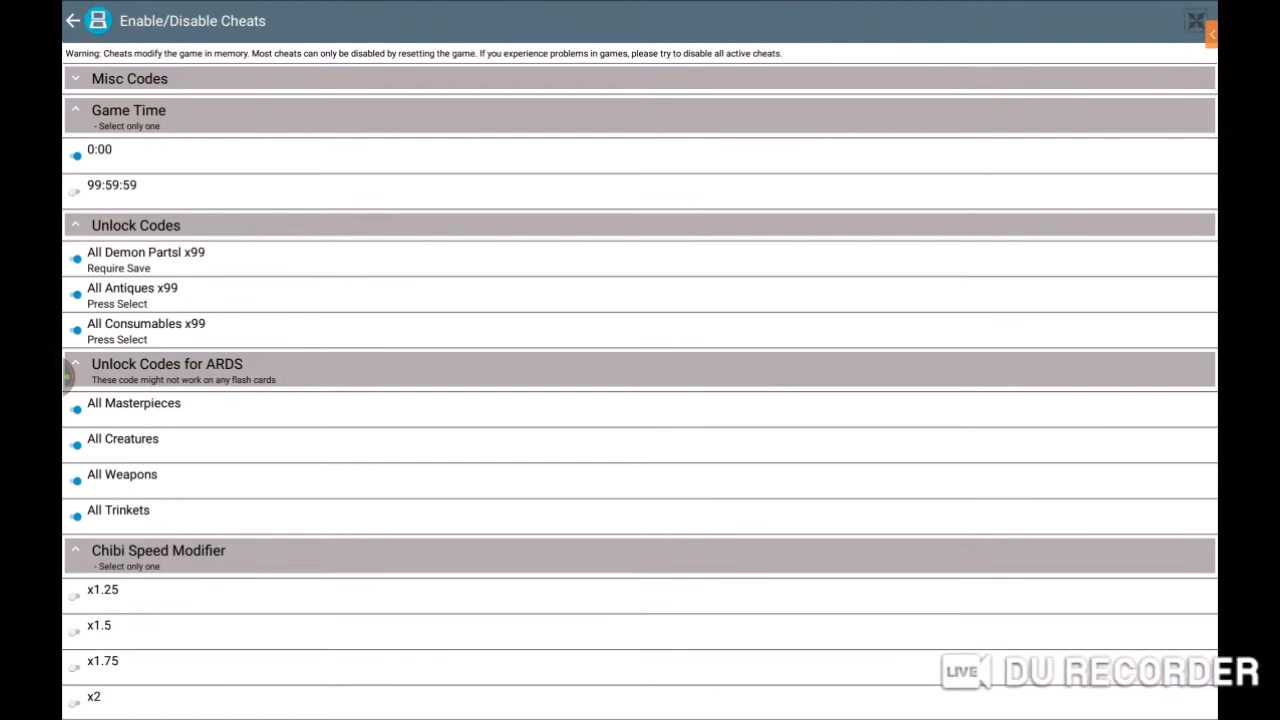 Enable/Disable Cheats
Warning: Cheats modify the game in memory. Most cheats can only be disabled by resetting the game. If you experience problems in games, please try to disable all active cheats.
Misc Codes
Game Time
- Select only one
0:00
99:59:59
Unlock Codes
All Demon Partsl x99
Require Save
All Antiques x99
Press Select
All Consumables x99
Press Select
Unlock Codes for ARDS
These code might not work on any flash cards
All Masterpieces
All Creatures
All Weapons
All Trinkets
Chibi Speed Modifier
- Select only one
x1.25
x1.5
x1.75
x2
LIVE DU RECORDER